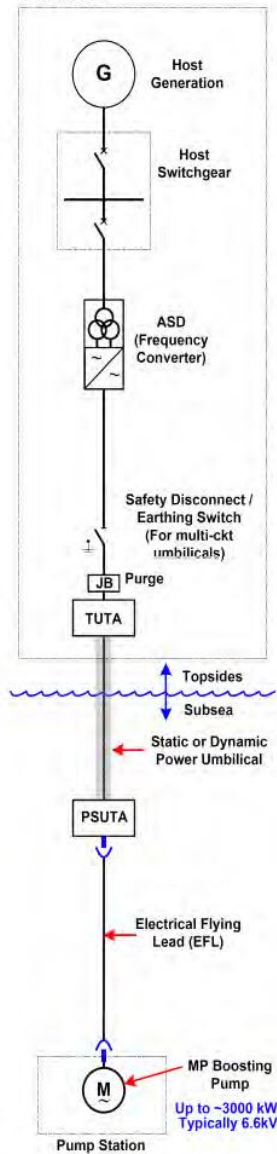 G
Host
Generation
Host
Switchgear
ASD
(Frequency
Converter)
~
~
Safety Disconnect /
Earthing Switch
(For multi-ckt
umbilicals)
JB
Purge
TUTA
Topsides
Subsea
Static or Dynamic
Power Umbilical
PSUTA
Electrical Flying
Lead (EFL)
MP Boosting
Pump
M
~
Up to ~3000 kW
Typically 6.6kV
Pump Station